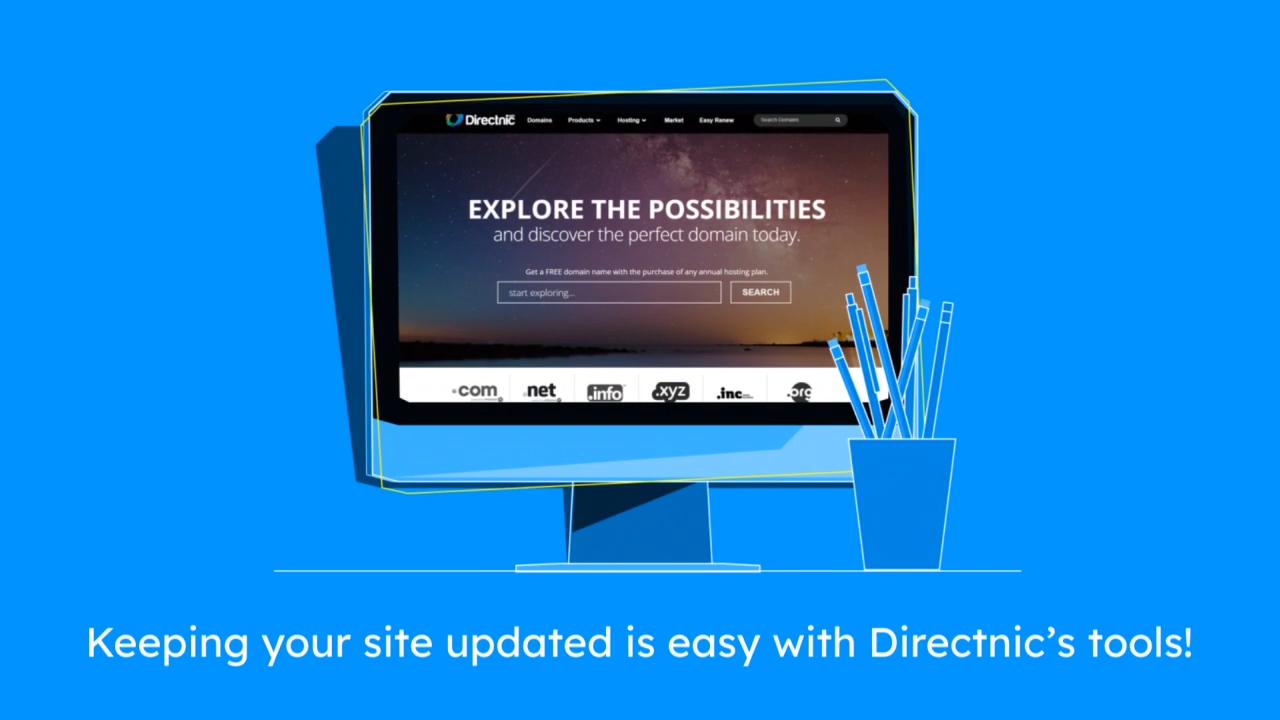 Directnic
Domains Products Hosting Market Easy Renew Search Domains
EXPLORE THE POSSIBILITIES
and discover the perfect domain today.
Get a FREE domain name with the purchase of any annual hosting plan.
start exploring... SEARCH
.com .net .info .xyz .inc .org
Keeping your site updated is easy with Directnic’s tools!